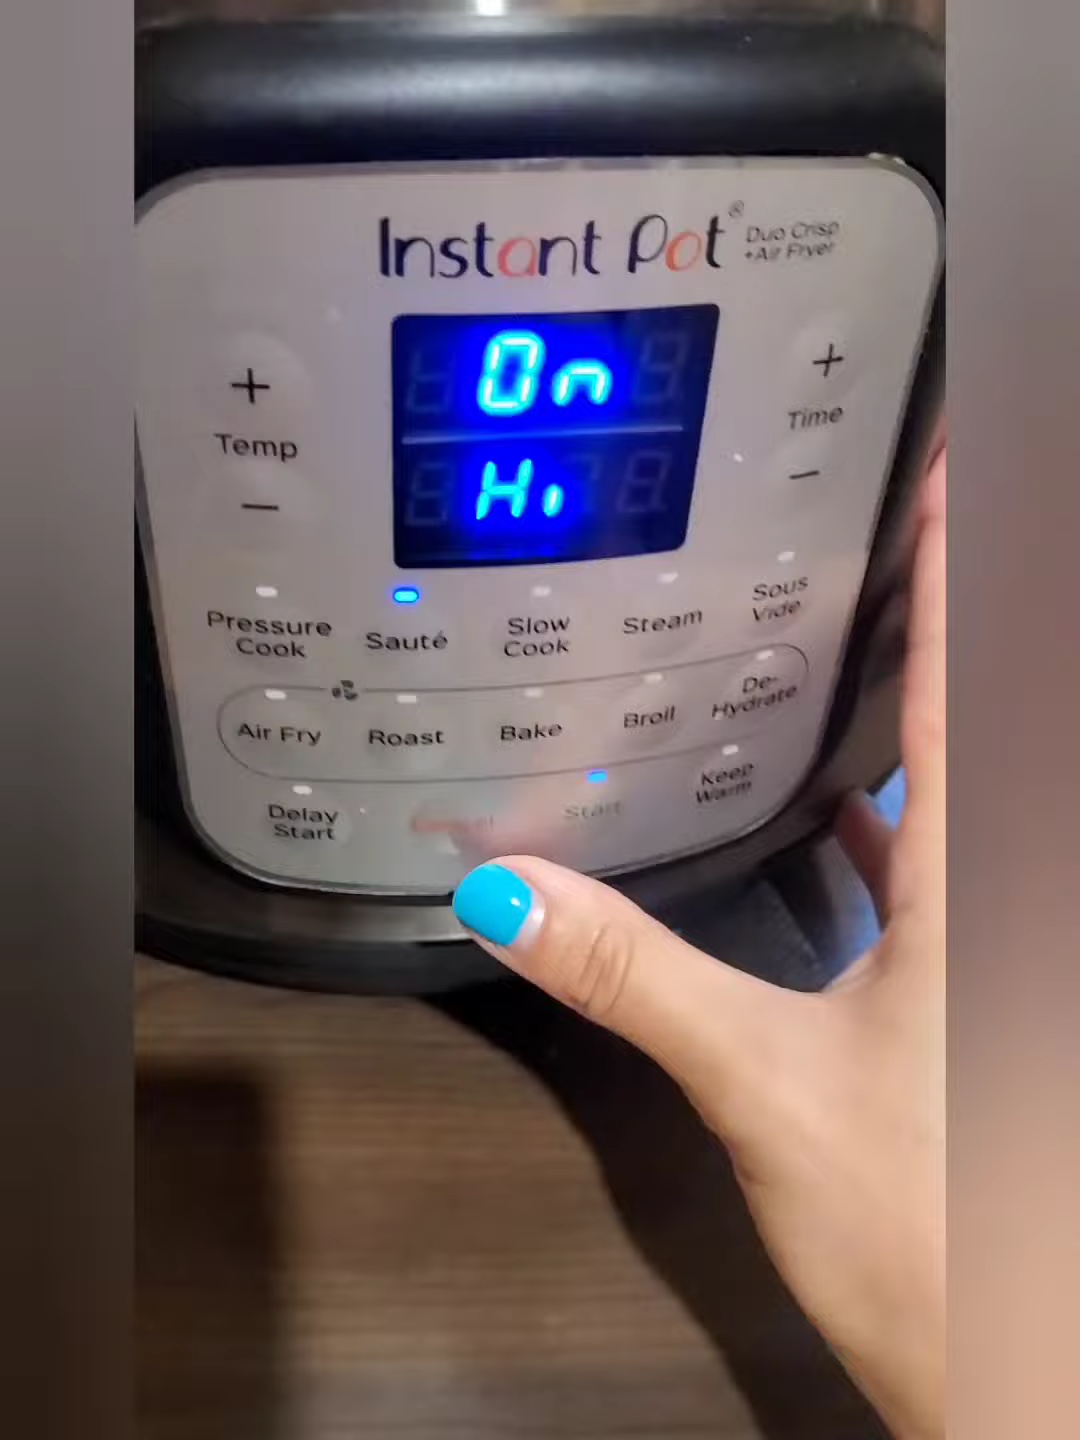 Instant Pot®
Duo Crisp
+Air Fryer
On
Hi
+
Temp
−
+
Time
−
Pressure
Cook
Sauté
Slow
Cook
Steam
Sous
Vide
Air Fry
Roast
Bake
Broil
De-
Hydrate
Delay
Start
Cancel
Start
Keep
Warm